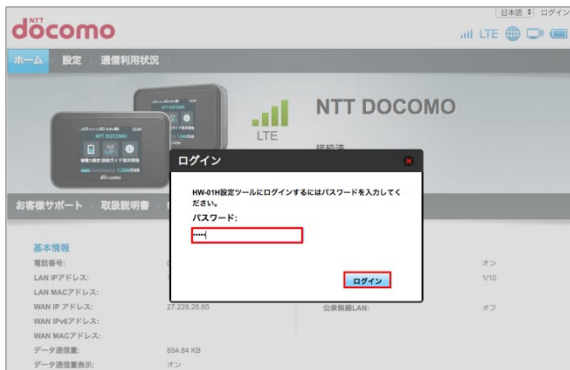 日本語 ログイン
NTT
döcomo
LTE
ホーム 設定 通信利用状況
NTT DOCOMO
LTE
接続済
ログイン
HW-01H設定ツールにログインするにはパスワードを入力してく
ださい。
パスワード:
•••••
ログイン
お客様サポート 取扱説明書
基本情報
電話番号:
オン
LAN IPアドレス:
1/10
LAN MACアドレス:
WAN IP アドレス: 27.228.28.65 公衆無線LAN: オフ
WAN IPv6アドレス:
WAN MACアドレス:
データ通信量: 854.84 KB
データ通信量表示: オン